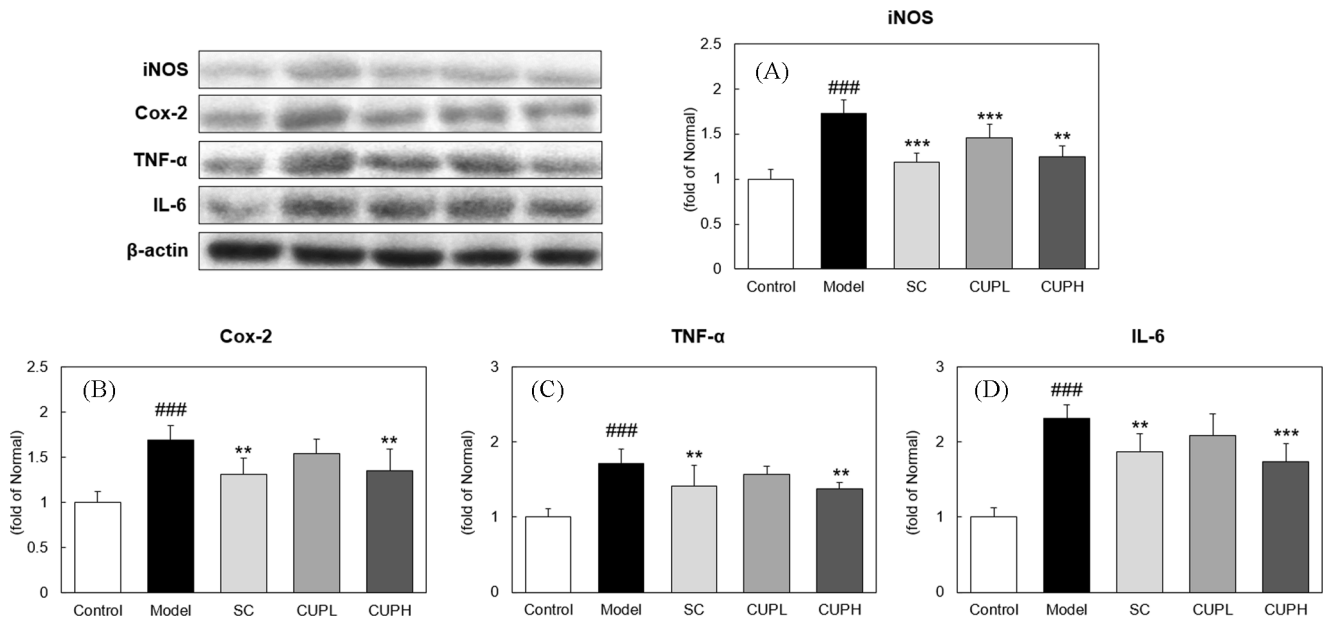 iNOS
Cox-2
TNF-α
IL-6
β-actin
iNOS
(A)
(fold of Normal)
2.5
2
1.5
1
0.5
0
###
***
***
**
Control Model SC CUPL CUPH
Cox-2
(B)
(fold of Normal)
2.5
2
1.5
1
0.5
0
###
**
**
Control Model SC CUPL CUPH
TNF-α
(C)
(fold of Normal)
3
2
1
0
###
**
**
Control Model SC CUPL CUPH
IL-6
(D)
(fold of Normal)
3
2
1
0
###
**
***
Control Model SC CUPL CUPH